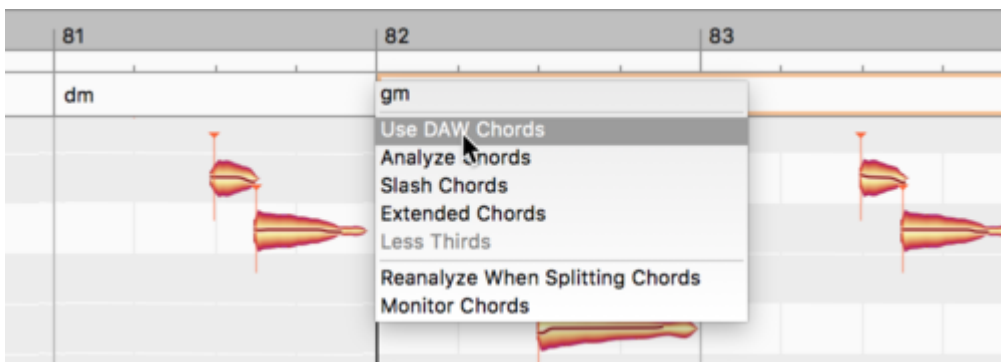 81 82 83
dm gm
Use DAW Chords
Analyze Chords
Slash Chords
Extended Chords
Less Thirds
Reanalyze When Splitting Chords
Monitor Chords